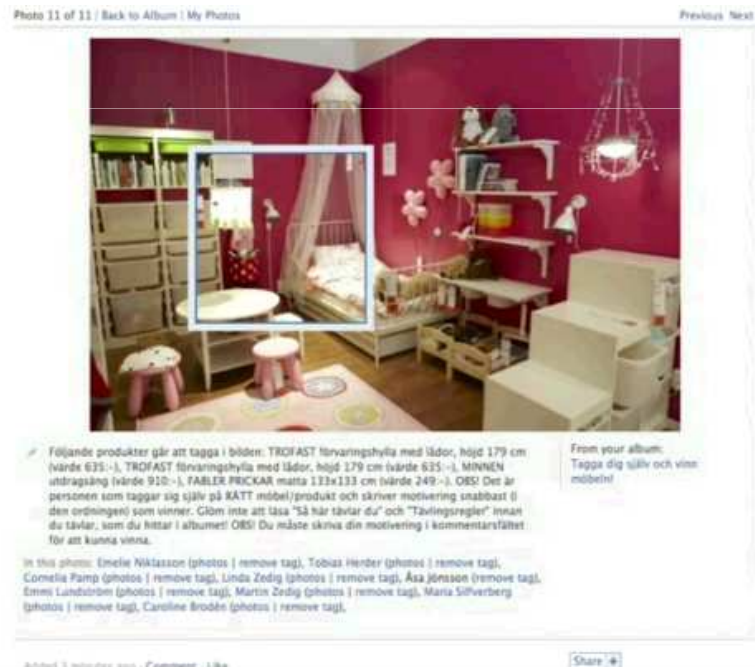 Photo 11 of 11 | Back to Album | My Photos
Previous Next
Följande produkter går att tagga i bilden: TROFAST förvaringshylla med lådor, höjd 179 cm
(värde 635:-), TROFAST förvaringshylla med lådor, höjd 179 cm (värde 635:-), MINNEN
utdragsäng (värde 910:-), FABLER PRICKAR matta 133x133 cm (värde 249:-). OBS! Det är
personen som taggar sig själv på RÄTT möbel/produkt och skriver motivering snabbast (i
den ordningen) som vinner. Glöm inte att läsa "Så här tävlar du" och "Tävlingsregler" innan
du tävlar, som du hittar i albumet! OBS! Du måste skriva din motivering i kommentarsfältet
för att kunna vinna.
From your album:
Tagga dig själv och vinn
möbeln!
In this photo: Emelie Niklasson (photos | remove tag), Tobias Herder (photos | remove tag),
Cornelia Pamp (photos | remove tag), Linda Zedig (photos | remove tag), Åsa Jönsson (remove tag),
Emmi Lundström (photos | remove tag), Martin Zedig (photos | remove tag), Maria Silfverberg
(photos | remove tag), Caroline Brodén (photos | remove tag),
Added 3 minutes ago · Comment · Like
Share +